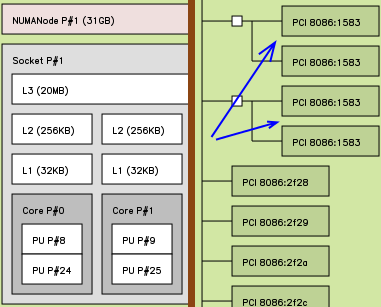 NUMANode P#1 (31GB)
Socket P#1
L3 (20MB)
L2 (256KB)
L2 (256KB)
L1 (32KB)
L1 (32KB)
Core P#0
Core P#1
PU P#8
PU P#9
PU P#24
PU P#25
PCI 8086:1583
PCI 8086:1583
PCI 8086:1583
PCI 8086:1583
PCI 8086:2f28
PCI 8086:2f29
PCI 8086:2f2a
PCI 8086:2f2c